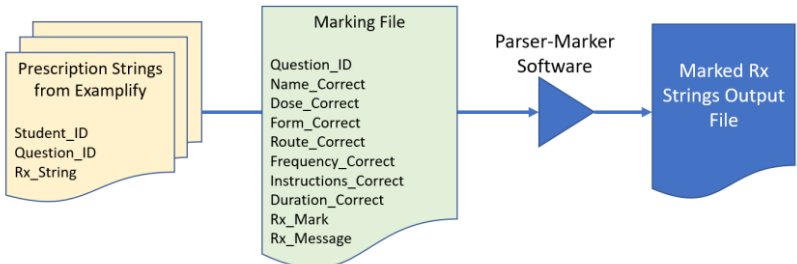 Prescription Strings
from Examplify
Student_ID
Question_ID
Rx_String
Marking File
Question_ID
Name_Correct
Dose_Correct
Form_Correct
Route_Correct
Frequency_Correct
Instructions_Correct
Duration_Correct
Rx_Mark
Rx_Message
Parser-Marker
Software
Marked Rx
Strings Output
File